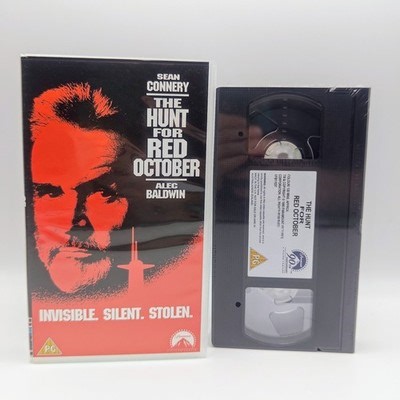 SEAN
CONNERY
THE
HUNT
FOR
RED
OCTOBER
ALEC
BALDWIN
INVISIBLE. SILENT. STOLEN.
PG
THE HUNT
FOR
RED OCTOBER
PG